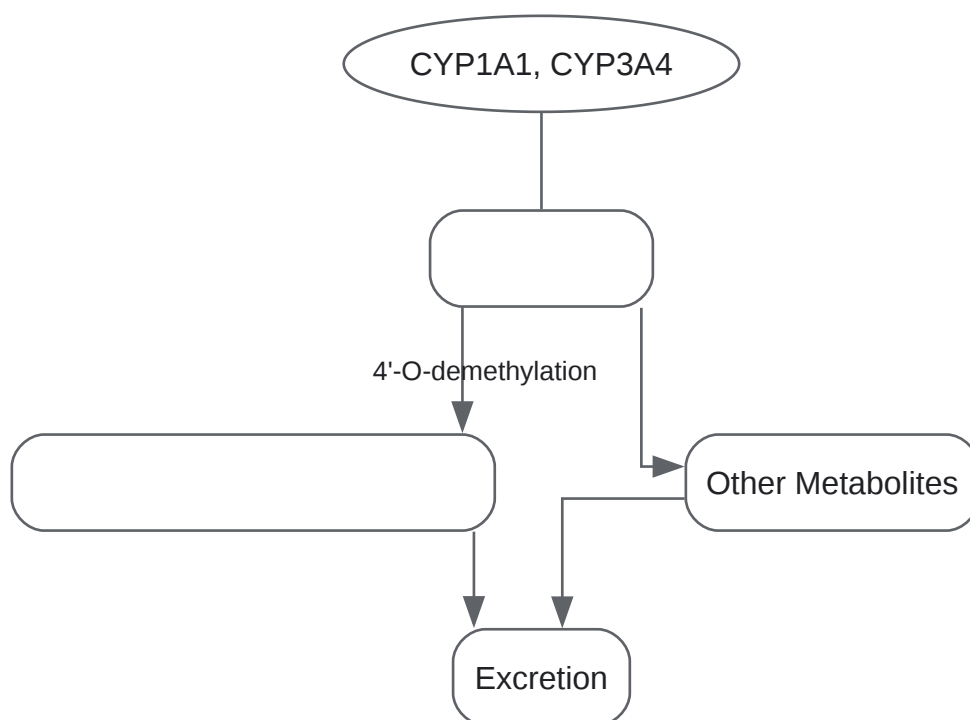 CYP1A1, CYP3A4
4'-O-demethylation
Other Metabolites
Excretion